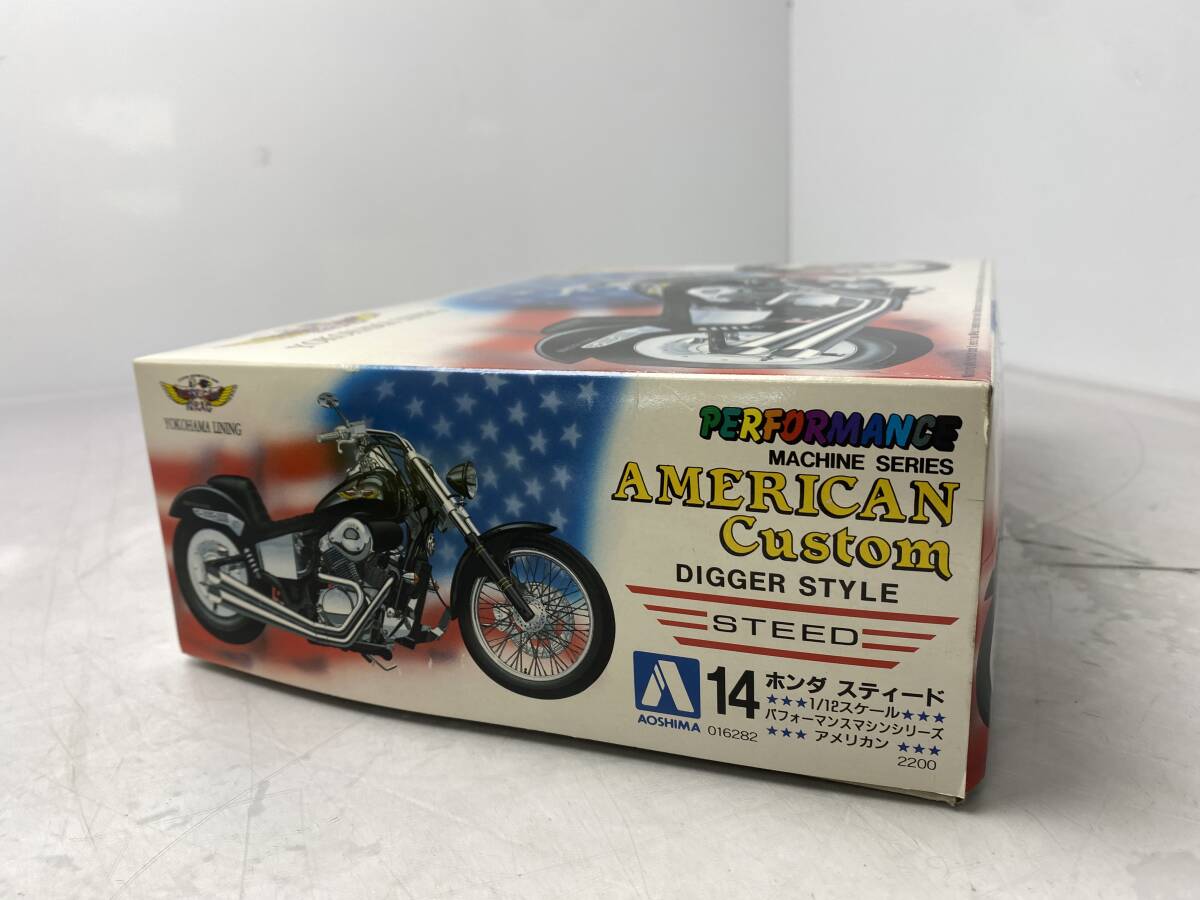 YOKOHAMA LINING
PERFORMANCE
MACHINE SERIES
AMERICAN
Custom
DIGGER STYLE
STEED
AOSHIMA
14
016282
ホンダ スティード
★★★1/12スケール★★★
パフォーマンスマシンシリーズ
★★★ アメリカン ★★★
2200